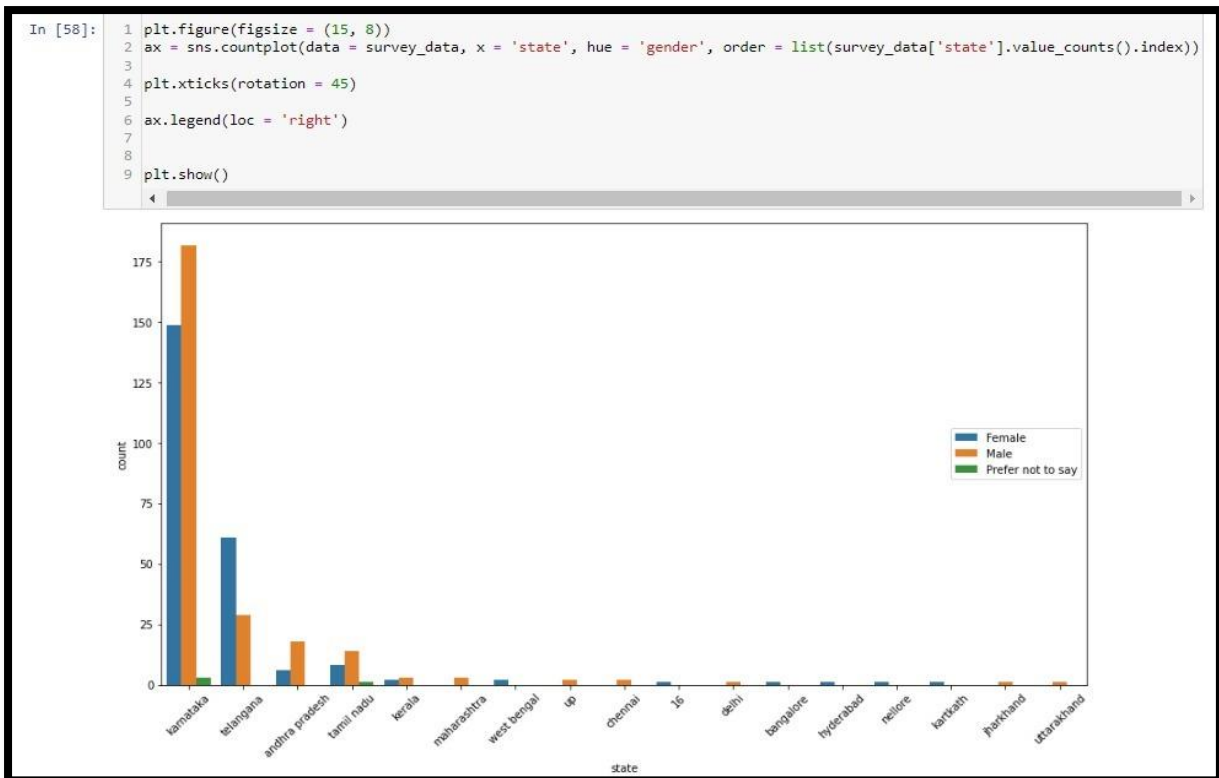 In [58]:
1 plt.figure(figsize = (15, 8))
2 ax = sns.countplot(data = survey_data, x = 'state', hue = 'gender', order = list(survey_data['state'].value_counts().index))
3
4 plt.xticks(rotation = 45)
5
6 ax.legend(loc = 'right')
7
8
9 plt.show()
175
150
125
100
75
50
25
0
count
Female
Male
Prefer not to say
karnataka
telangana
andhra pradesh
tamil nadu
kerala
maharashtra
west bengal
up
chennai
16
delhi
bangalore
hyderabad
nellore
kartkath
jharkhand
uttarakhand
state